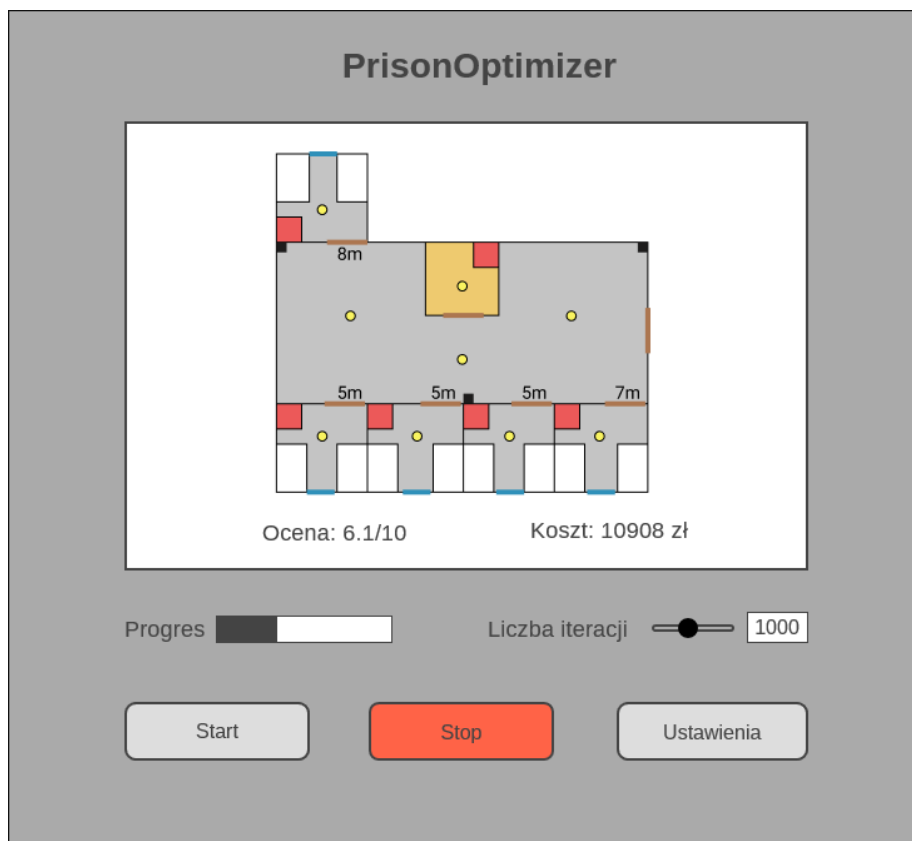 PrisonOptimizer
8m
5m 5m 5m 7m
Ocena: 6.1/10 Koszt: 10908 zł
Progres Liczba iteracji 1000
Start Stop Ustawienia